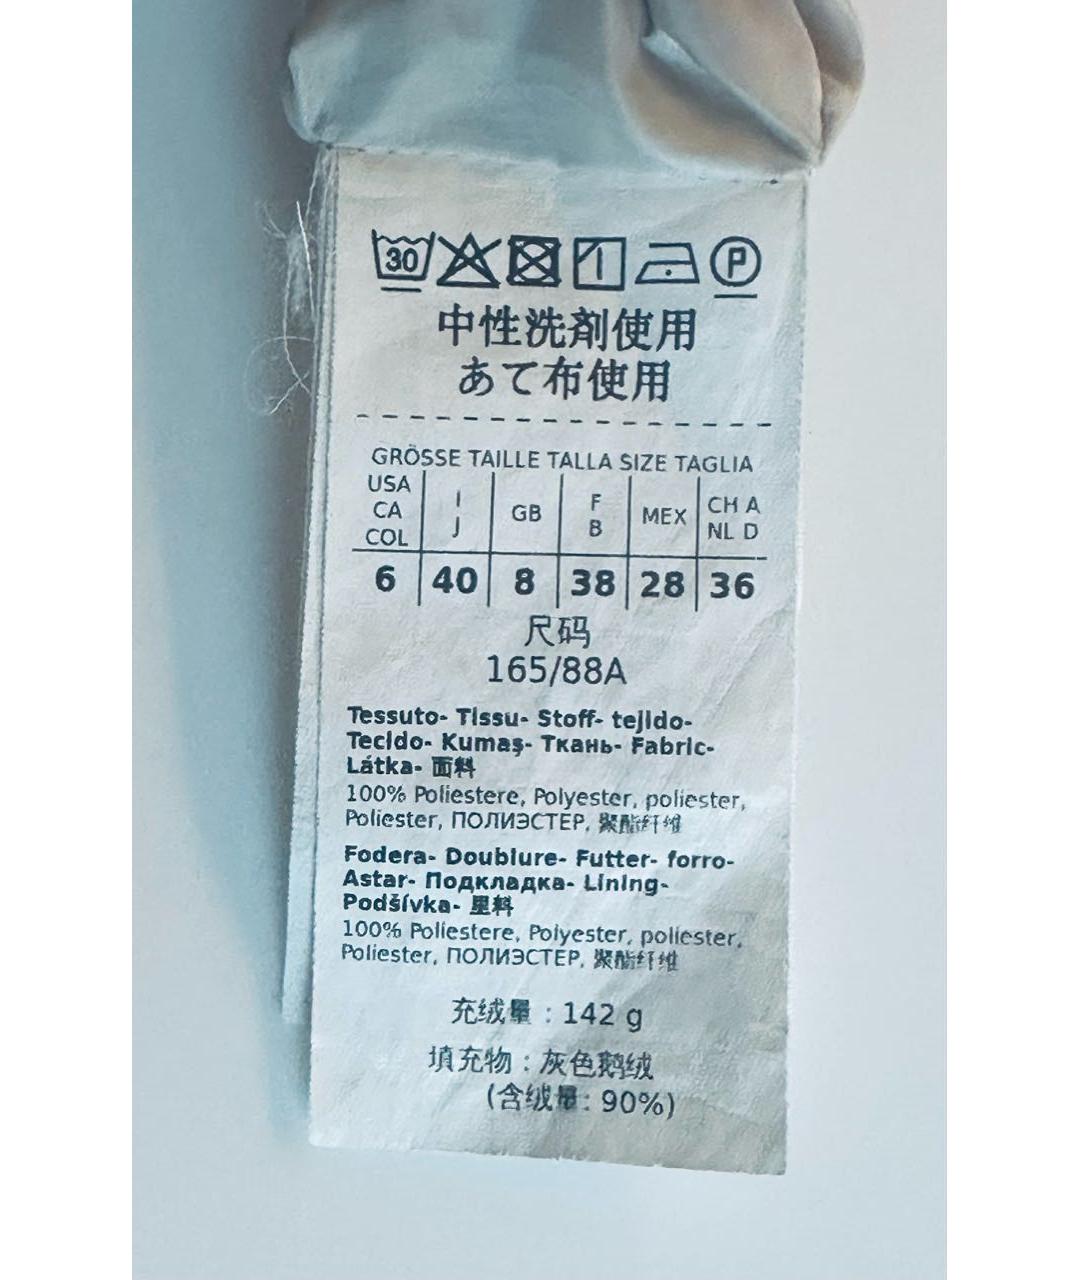 30 P
中性洗剤使用
あて布使用
GRÖSSE TAILLE TALLA SIZE TAGLIA
USA CA COL | I J | GB | F B | MEX | CH A NL D
6 | 40 | 8 | 38 | 28 | 36
尺码
165/88A
Tessuto- Tissu- Stoff- tejido-
Tecido- Kumaş- Ткань- Fabric-
Látka- 面料
100% Poliestere, Polyester, poliester,
Poliester, ПОЛИЭСТЕР, 聚酯纤维
Fodera- Doublure- Futter- forro-
Astar- Подкладка- Lining-
Podšívka- 里料
100% Poliestere, Polyester, poliester,
Poliester, ПОЛИЭСТЕР, 聚酯纤维
充绒量 : 142 g
填充物 : 灰色鹅绒
(含绒量: 90%)